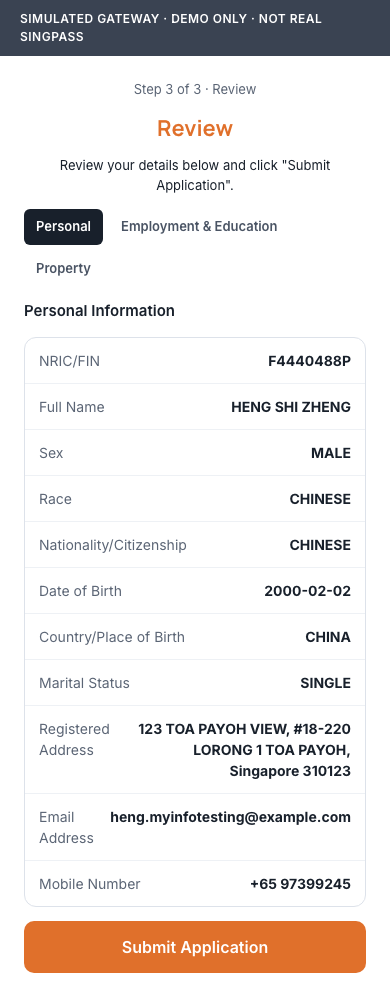 SIMULATED GATEWAY · DEMO ONLY · NOT REAL
SINGPASS
Step 3 of 3 · Review
Review
Review your details below and click "Submit
Application".
Personal
Employment & Education
Property
Personal Information
NRIC/FIN F4440488P
Full Name HENG SHI ZHENG
Sex MALE
Race CHINESE
Nationality/Citizenship CHINESE
Date of Birth 2000-02-02
Country/Place of Birth CHINA
Marital Status SINGLE
Registered Address 123 TOA PAYOH VIEW, #18-220
LORONG 1 TOA PAYOH,
Singapore 310123
Email Address heng.myinfotesting@example.com
Mobile Number +65 97399245
Submit Application